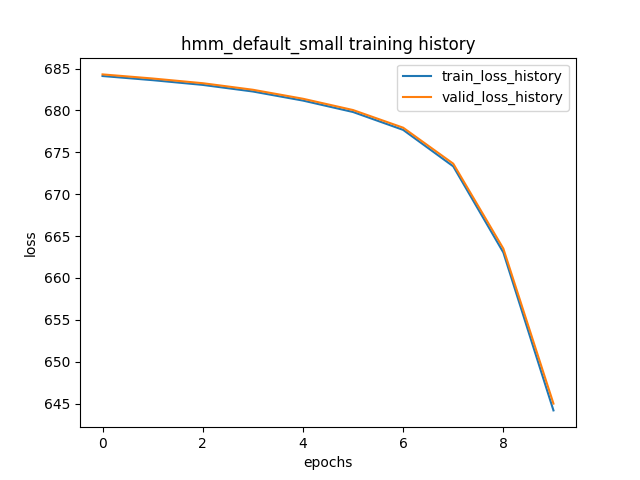 hmm_default_small training history
train_loss_history
valid_loss_history
685
680
675
670
665
660
655
650
645
loss
0 2 4 6 8
epochs